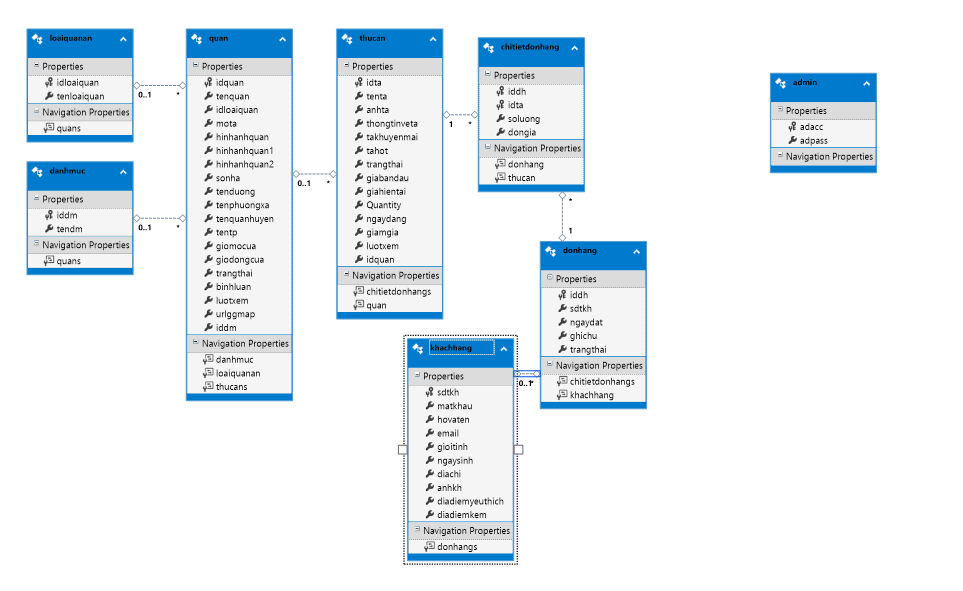 loaiquanan
Properties
idloaiquan
tenloaiquan
Navigation Properties
quans
0..1
*
danhmuc
Properties
iddm
tendm
Navigation Properties
quans
0..1
*
quan
Properties
idquan
tenquan
idloaiquan
mota
hinhanhquan
hinhanhquan1
hinhanhquan2
sonha
tenduong
tenphuongxa
tenquanhuyen
tentp
giomocua
giodongcua
trangthai
binhluan
luotxem
urlggmap
iddm
Navigation Properties
danhmuc
loaiquanan
thucans
0..1
*
thucan
Properties
idta
tenta
anhta
thongtinveta
takhuyenmai
tahot
trangthai
giabandau
giahientai
Quantity
ngaydang
giamgia
luotxem
idquan
Navigation Properties
chitietdonhangs
quan
1
*
chitietdonhang
Properties
iddh
idta
soluong
dongia
Navigation Properties
donhang
thucan
*
1
donhang
Properties
iddh
sdtkh
ngaydat
ghichu
trangthai
Navigation Properties
chitietdonhangs
khachhang
0..1
*
khachhang
Properties
sdtkh
matkhau
hovaten
email
gioitinh
ngaysinh
diachi
anhkh
diadiemyeuthich
diadiemkem
Navigation Properties
donhangs
admin
Properties
adacc
adpass
Navigation Properties